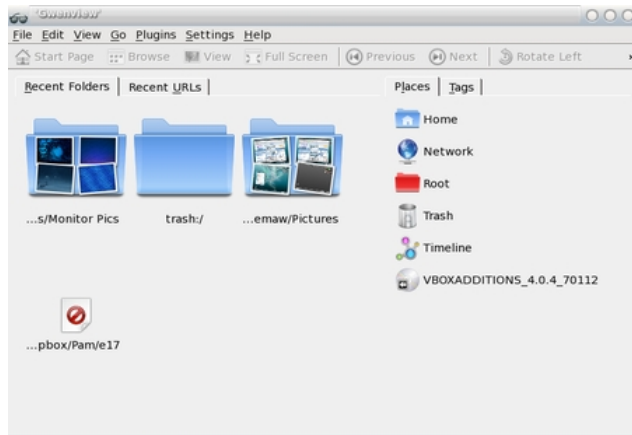 'Gwenview'
File Edit View Go Plugins Settings Help
Start Page Browse View Full Screen Previous Next Rotate Left
Recent Folders Recent URLs Places Tags
Home
Network
Root
...s/Monitor Pics trash:/ ...emaw/Pictures Trash
Timeline
VBOXADDITIONS_4.0.4_70112
...pbox/Pam/e17